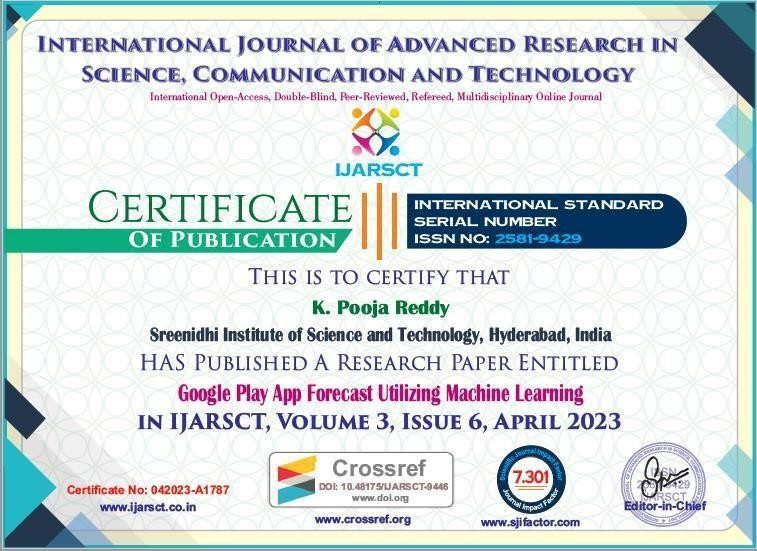 INTERNATIONAL JOURNAL OF ADVANCED RESEARCH IN
SCIENCE, COMMUNICATION AND TECHNOLOGY
International Open-Access, Double-Blind, Peer-Reviewed, Refereed, Multidisciplinary Online Journal
IJARSCT
CERTIFICATE
OF PUBLICATION
INTERNATIONAL STANDARD
SERIAL NUMBER
ISSN NO: 2581-9429
THIS IS TO CERTIFY THAT
K. Pooja Reddy
Sreenidhi Institute of Science and Technology, Hyderabad, India
HAS PUBLISHED A RESEARCH PAPER ENTITLED
Google Play App Forecast Utilizing Machine Learning
IN IJARSCT, VOLUME 3, ISSUE 6, APRIL 2023
Certificate No: 042023-A1787
www.ijarsct.co.in
Crossref
DOI: 10.48175/IJARSCT-9446
www.doi.org
www.crossref.org
Scientific Journal Impact Factor
7.301
Journal Impact Factor
www.sjifactor.com
ISSN
IJARSCT
Editor-in-Chief